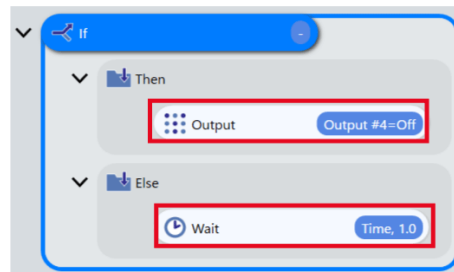 If -
Then
Output Output #4=Off
Else
Wait Time, 1.0